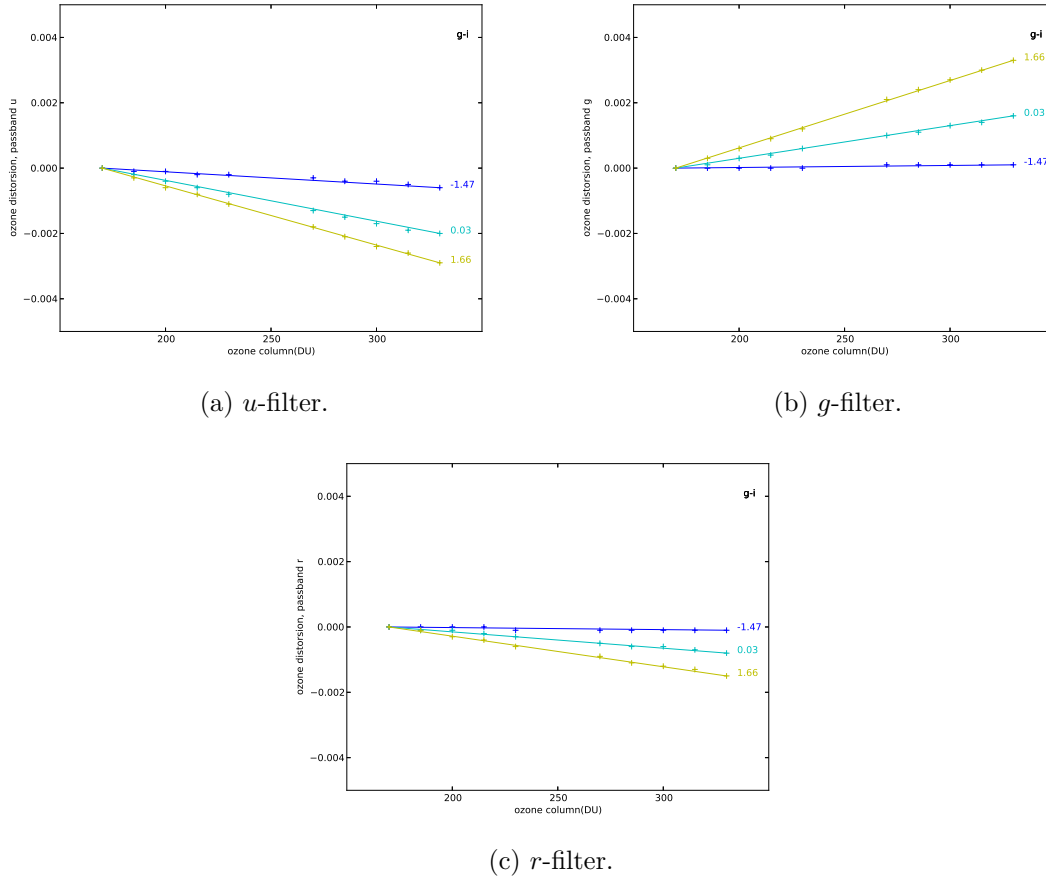 g-i
0.004
0.002
0.000
−0.002
−0.004
-1.47
0.03
1.66
200 250 300
ozone column(DU)
ozone distorsion, passband u
(a) u-filter.
g-i
0.004
0.002
0.000
−0.002
−0.004
1.66
0.03
-1.47
200 250 300
ozone column(DU)
ozone distorsion, passband g
(b) g-filter.
g-i
0.004
0.002
0.000
−0.002
−0.004
-1.47
0.03
1.66
200 250 300
ozone column(DU)
ozone distorsion, passband r
(c) r-filter.